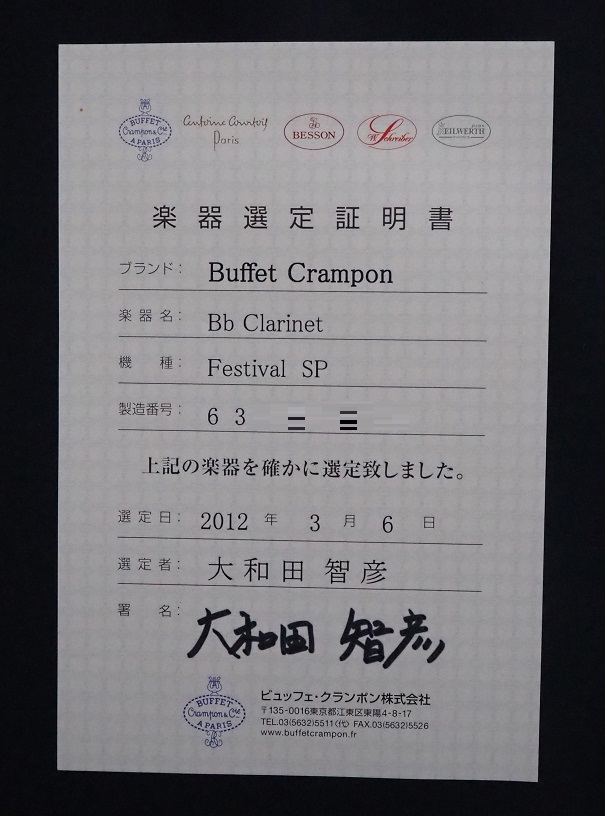 BUFFET Crampon & Cie A PARIS Antoine Courtois Paris BESSON W Schreiber KEILWERTH
楽器選定証明書
ブランド: Buffet Crampon
楽器名: Bb Clarinet
機種: Festival SP
製造番号: 6 3
上記の楽器を確かに選定致しました。
選定日: 2012 年 3 月 6 日
選定者: 大和田 智彦
署名: 大和田 智彦
BUFFET Crampon & Cie A PARIS
ビュッフェ・クランポン株式会社
〒135-0016東京都江東区東陽4-8-17
TEL.03(5632)5511(代) FAX.03(5632)5526
www.buffetcrampon.fr